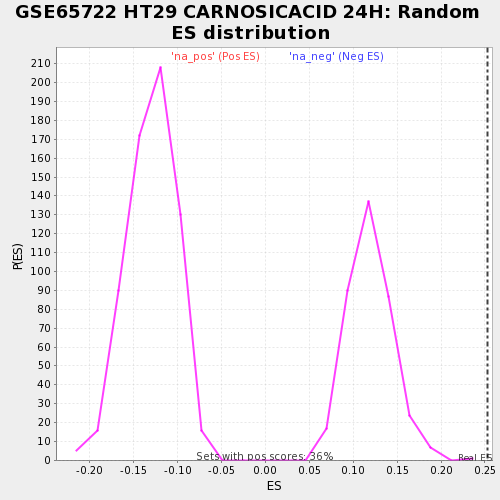 GSE65722 HT29 CARNOSICACID 24H: Random
ES distribution
'na_pos' (Pos ES) 'na_neg' (Neg ES)
210
200
190
180
170
160
150
140
130
120
110
100
90
80
70
60
50
40
30
20
10
0
P(ES)
Sets with pos scores: 36%
Real ES
-0.20 -0.15 -0.10 -0.05 0.00 0.05 0.10 0.15 0.20 0.25
ES